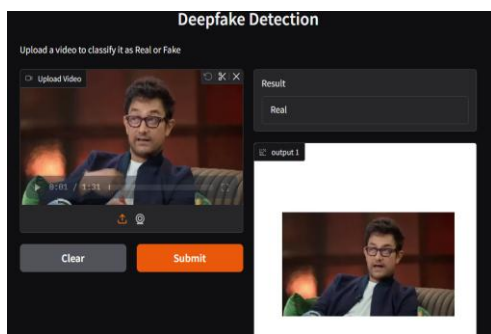 Deepfake Detection
Upload a video to classify it as Real or Fake
Upload Video
0:01 / 1:31
Clear
Submit
Result
Real
output 1